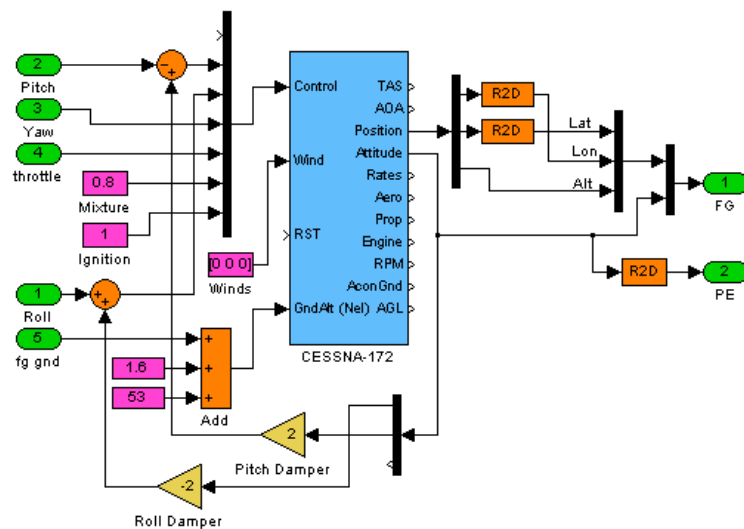 2
Pitch
3
Yaw
4
throttle
0.8
Mixture
1
Ignition
1
Roll
5
fg gnd
1.6
53
−
+
+
+
+
+
+
Add
[0 0 0]
Winds
Control
Wind
RST
GndAlt (Nel)
TAS
AOA
Position
Attitude
Rates
Aero
Prop
Engine
RPM
AconGnd
AGL
CESSNA-172
R2D
R2D
Lat
Lon
Alt
1
FG
R2D
2
PE
2
Pitch Damper
-2
Roll Damper